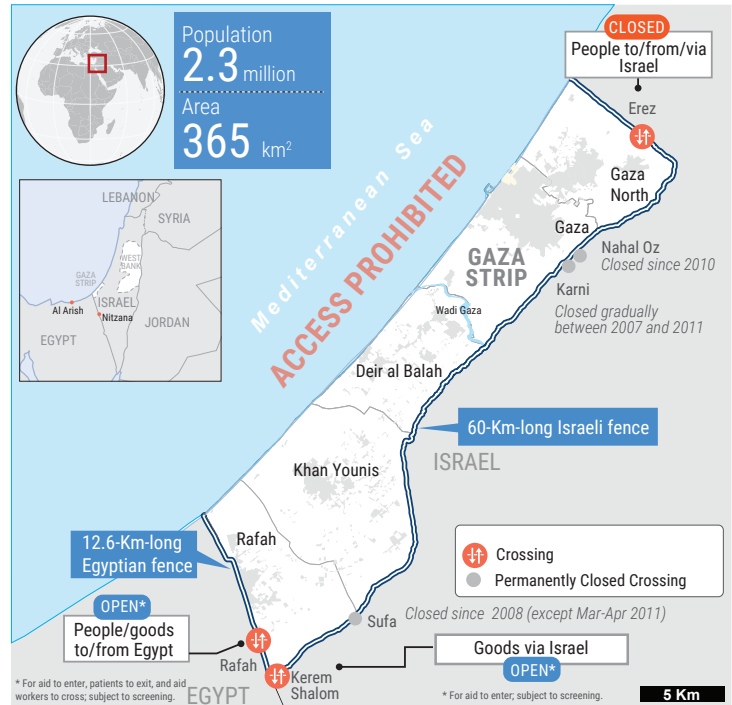 Population
2.3 million
Area
365 km²
CLOSED
People to/from/via
Israel
Erez
Gaza
North
Gaza
Nahal Oz
Closed since 2010
Karni
Closed gradually
between 2007 and 2011
GAZA
STRIP
Mediterranean Sea
ACCESS PROHIBITED
Wadi Gaza
LEBANON
SYRIA
WEST
BANK
GAZA
STRIP
ISRAEL
Al Arish
Nitzana
JORDAN
EGYPT
Deir al Balah
60-Km-long Israeli fence
ISRAEL
Khan Younis
12.6-Km-long
Egyptian fence
Rafah
Crossing
Permanently Closed Crossing
OPEN*
People/goods
to/from Egypt
Sufa
Closed since 2008 (except Mar-Apr 2011)
Rafah
Goods via Israel
OPEN*
Kerem
Shalom
* For aid to enter, patients to exit, and aid
workers to cross; subject to screening.
EGYPT
* For aid to enter; subject to screening.
5 Km